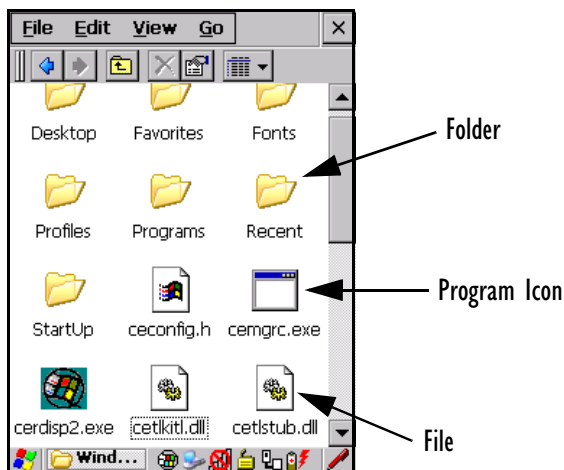 File Edit View Go
Desktop Favorites Fonts
Folder
Profiles Programs Recent
Program Icon
StartUp ceconfig.h cemgrc.exe
cerdisp2.exe cetlkitl.dll cetlstub.dll
File
Wind...